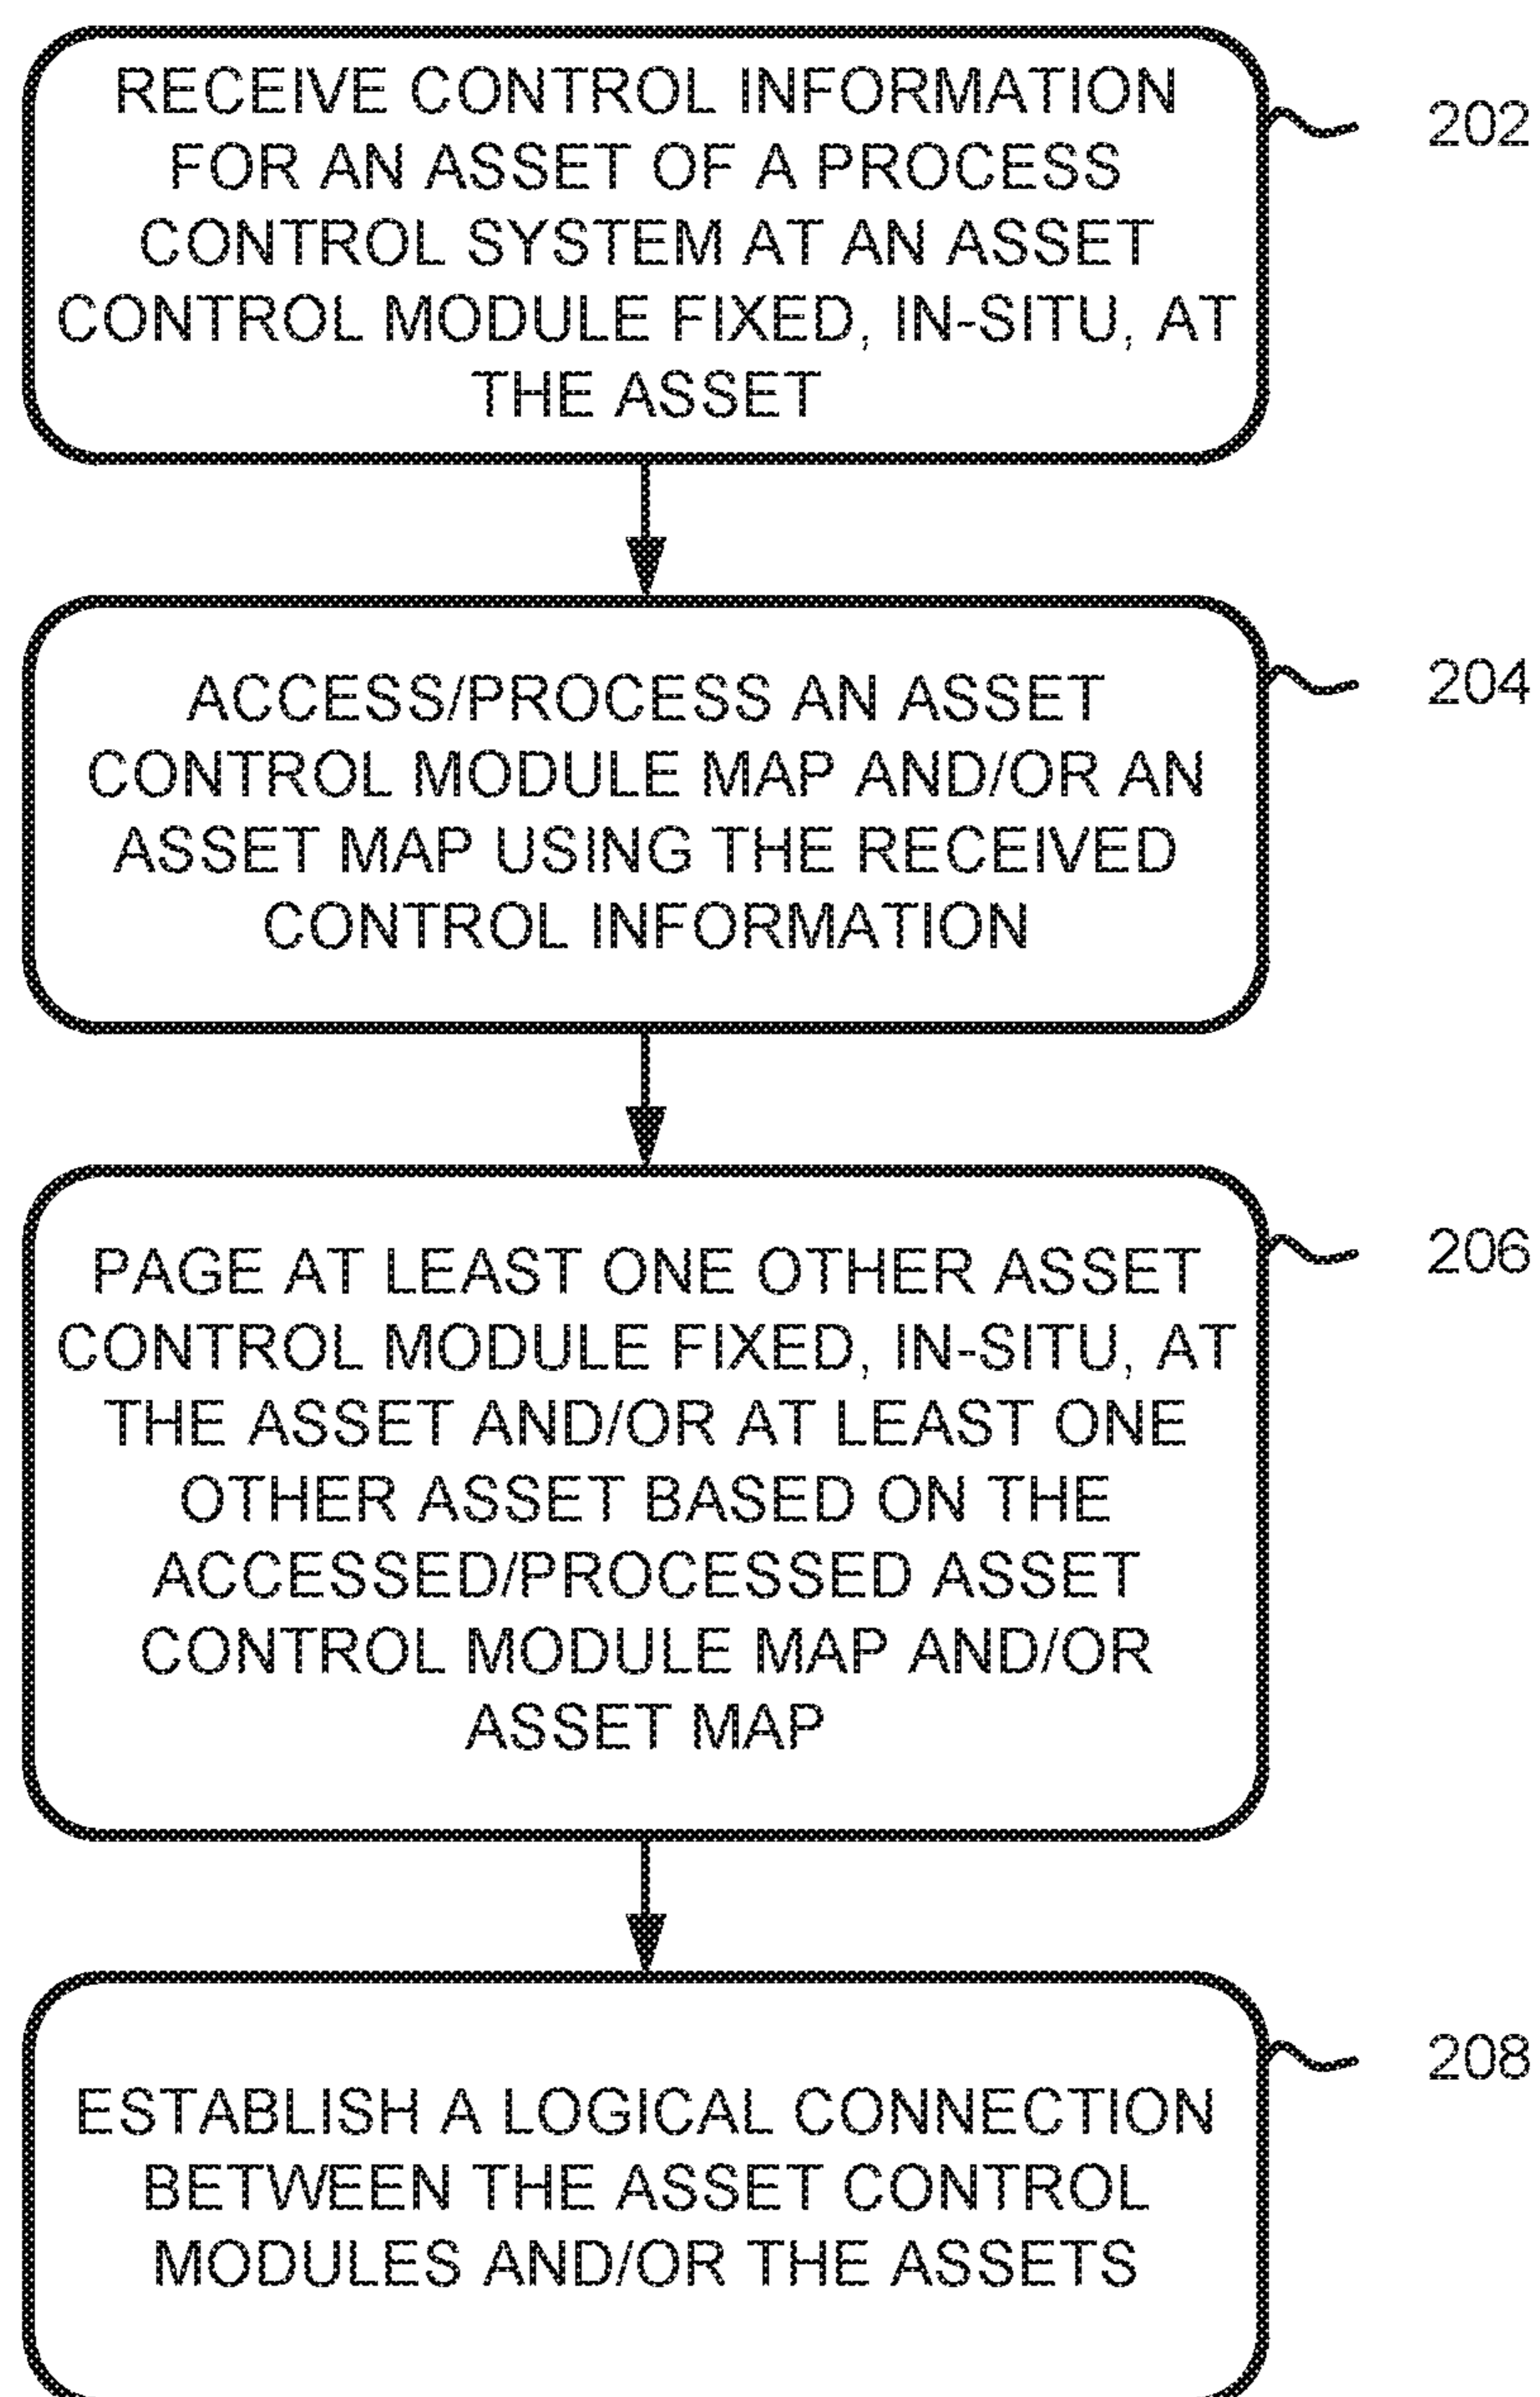 RECEIVE CONTROL INFORMATION
FOR AN ASSET OF A PROCESS
CONTROL SYSTEM AT AN ASSET
CONTROL MODULE FIXED, IN-SITU, AT
THE ASSET
202
ACCESS/PROCESS AN ASSET
CONTROL MODULE MAP AND/OR AN
ASSET MAP USING THE RECEIVED
CONTROL INFORMATION
204
PAGE AT LEAST ONE OTHER ASSET
CONTROL MODULE FIXED, IN-SITU, AT
THE ASSET AND/OR AT LEAST ONE
OTHER ASSET BASED ON THE
ACCESSED/PROCESSED ASSET
CONTROL MODULE MAP AND/OR
ASSET MAP
206
ESTABLISH A LOGICAL CONNECTION
BETWEEN THE ASSET CONTROL
MODULES AND/OR THE ASSETS
208